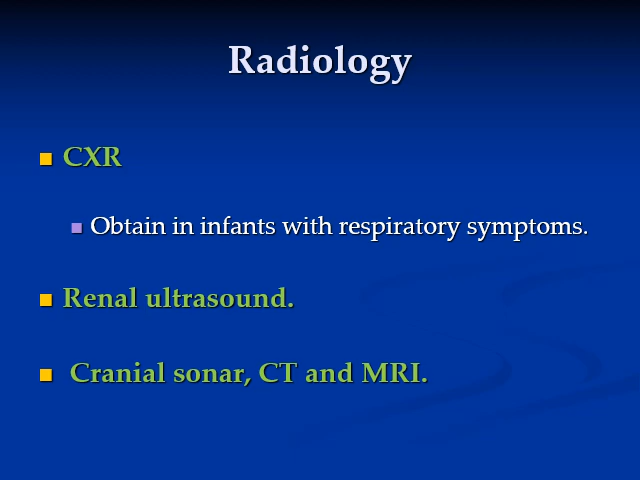 Radiology
CXR
Obtain in infants with respiratory symptoms.
Renal ultrasound.
Cranial sonar, CT and MRI.